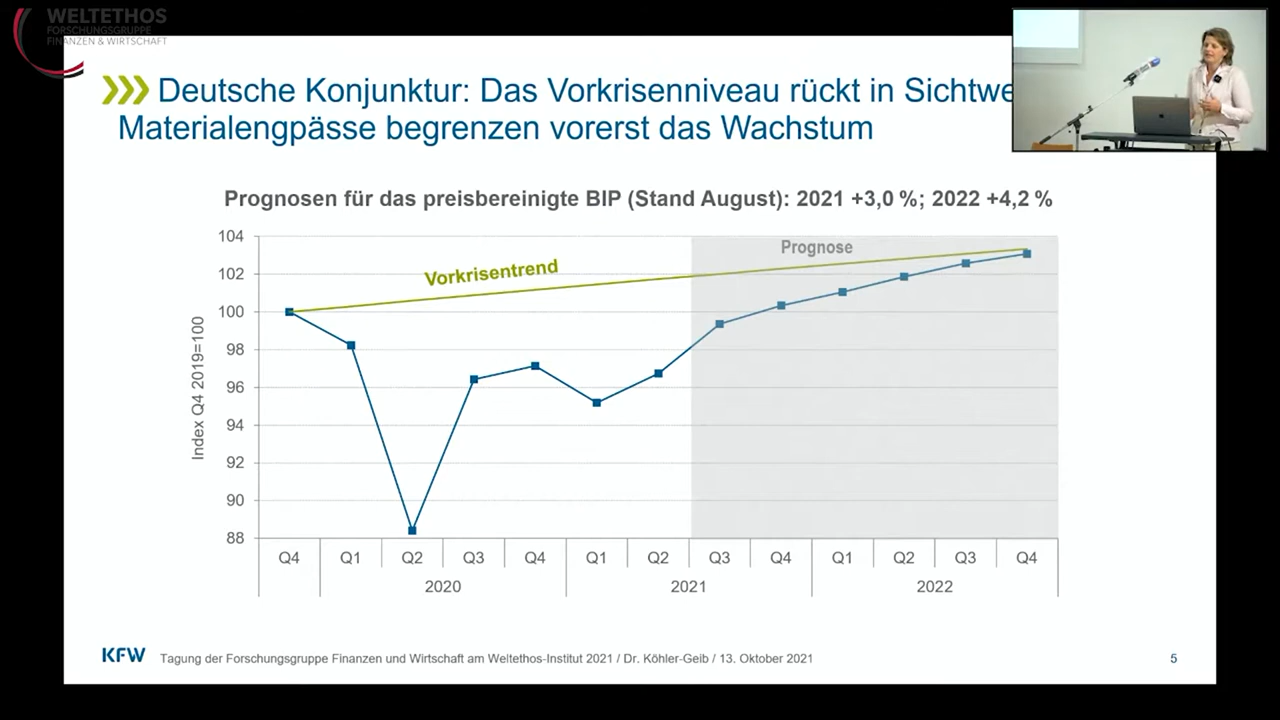 WELTETHOS
FORSCHUNGSGRUPPE
FINANZEN & WIRTSCHAFT
Deutsche Konjunktur: Das Vorkrisenniveau rückt in
Materialengpässe begrenzen vorerst das Wachstum
Prognosen für das preisbereinigte BIP (Stand August): 2021 +3,0 %; 2022 +4,2 %
Index Q4 2019=100
104
102
100
98
96
94
92
90
88
Vorkrisentrend
Prognose
Q4 Q1 Q2 Q3 Q4 Q1 Q2 Q3 Q4 Q1 Q2 Q3 Q4
2020 2021 2022
KFW Tagung der Forschungsgruppe Finanzen und Wirtschaft am Weltethos-Institut 2021 / Dr. Köhler-Geib / 13. Oktober 2021 5